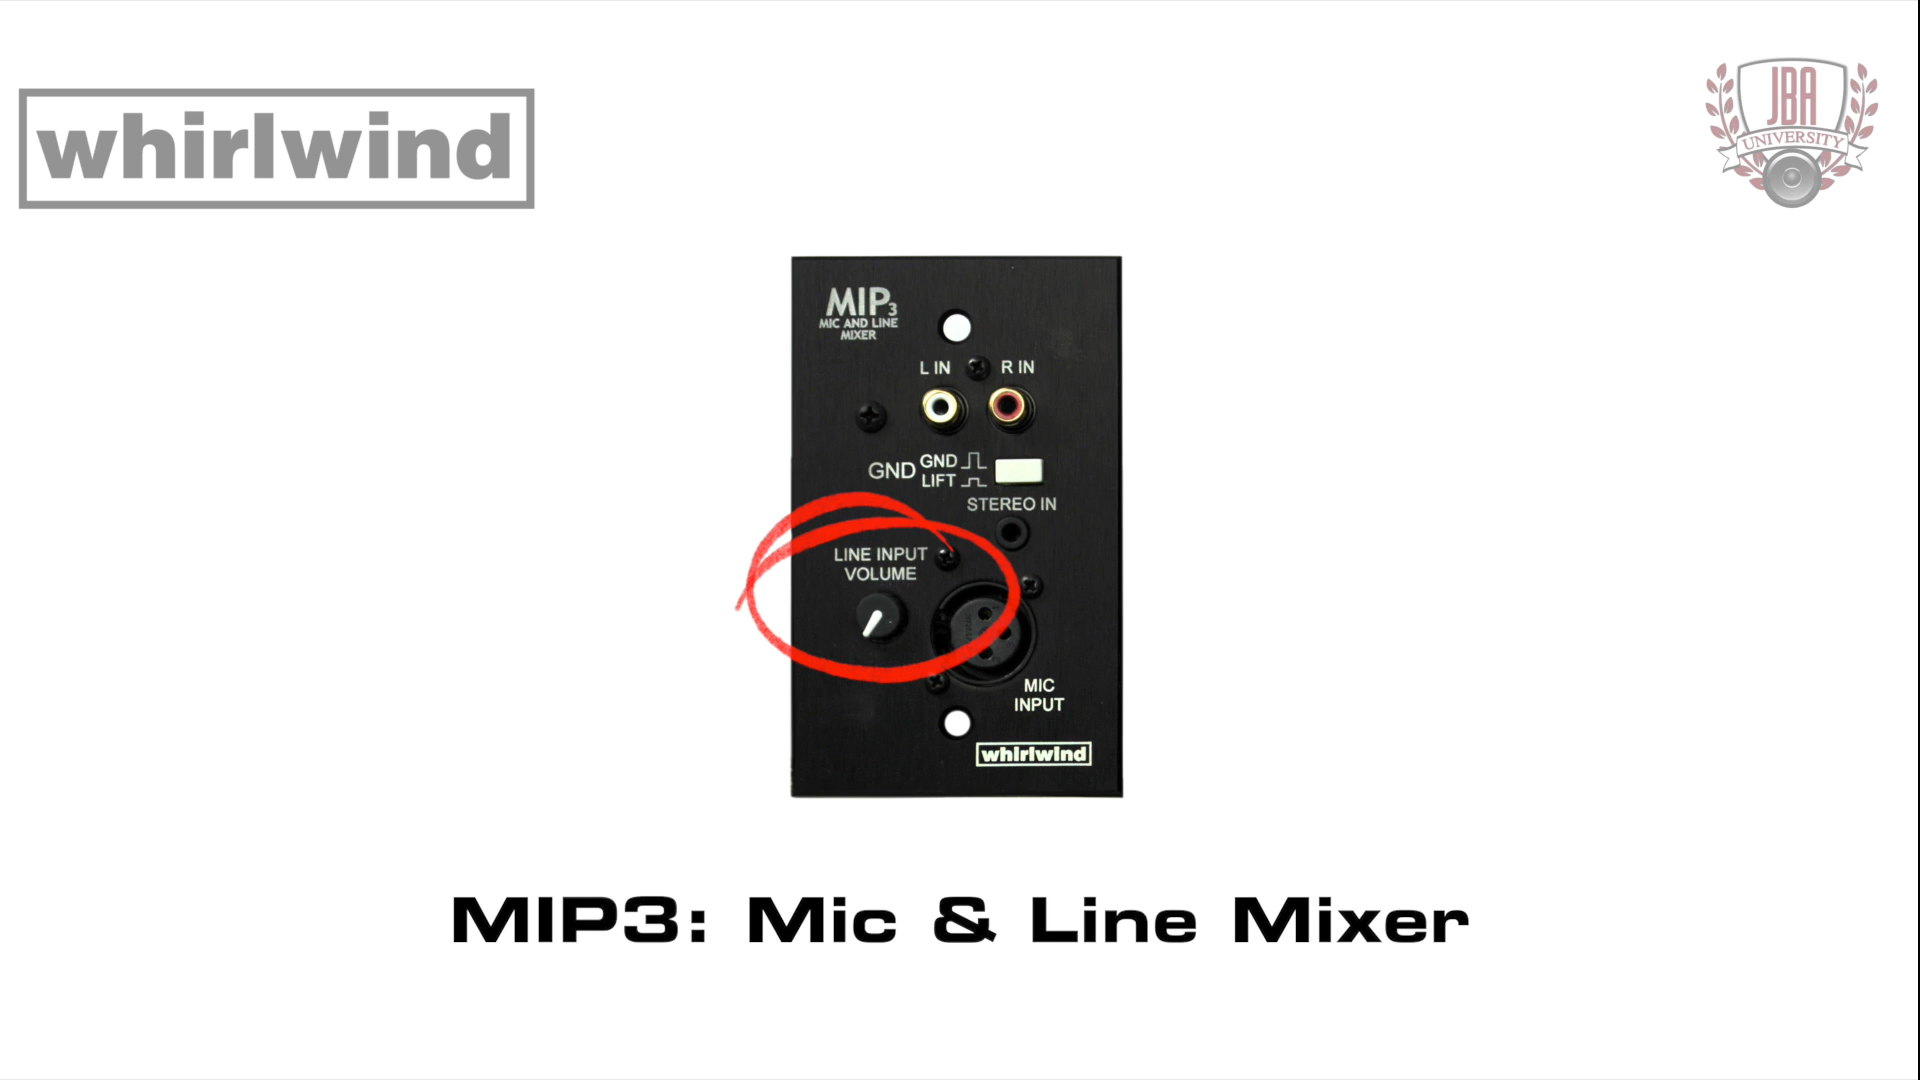 whirlwind
JBA
UNIVERSITY
MIP3
MIC AND LINE
MIXER
L IN
R IN
GND
GND
LIFT
STEREO IN
LINE INPUT
VOLUME
MIC
INPUT
whirlwind
MIP3: Mic & Line Mixer